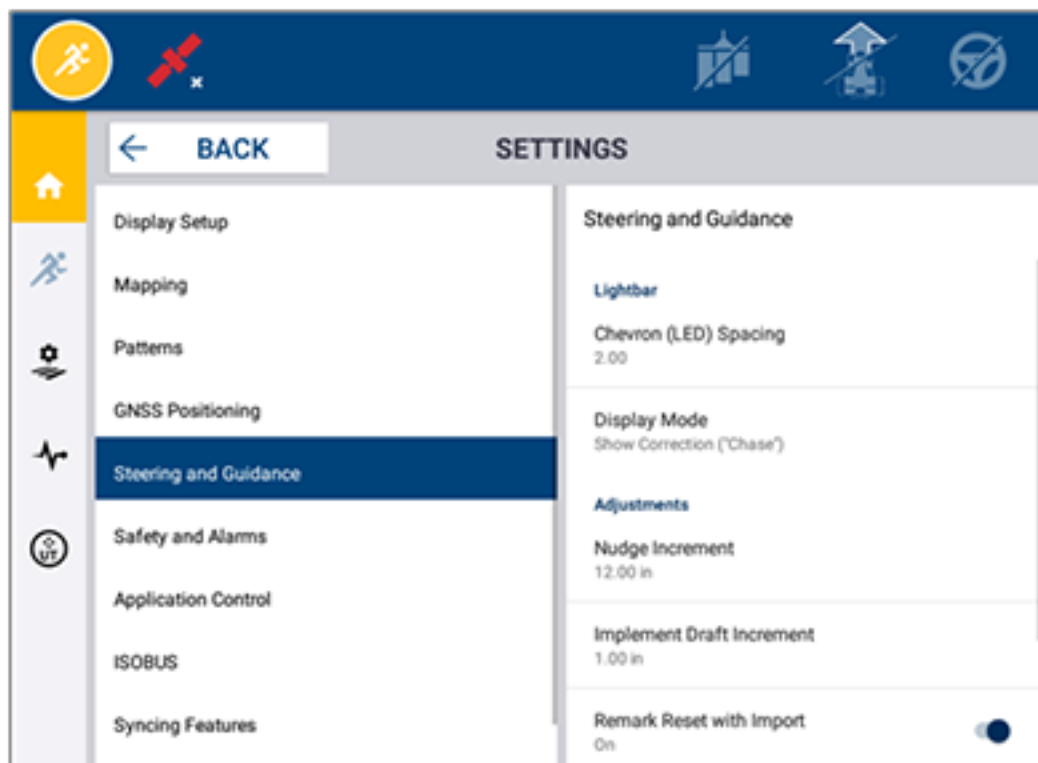 BACK
SETTINGS
Display Setup
Mapping
Patterns
GNSS Positioning
Steering and Guidance
Safety and Alarms
Application Control
ISOBUS
Syncing Features
Steering and Guidance
Lightbar
Chevron (LED) Spacing
2.00
Display Mode
Show Correction ("Chase")
Adjustments
Nudge Increment
12.00 in
Implement Draft Increment
1.00 in
Remark Reset with Import
On
UT